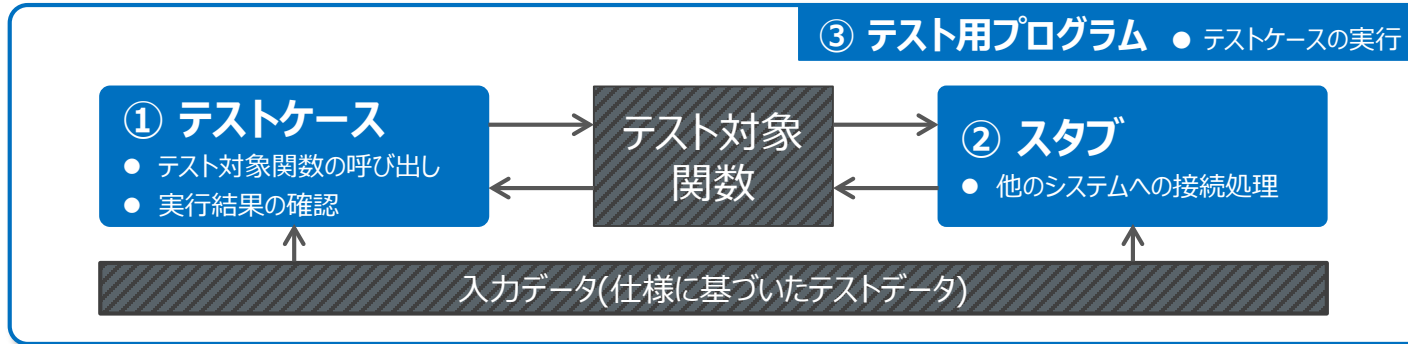 ③ テスト用プログラム ● テストケースの実行
① テストケース
● テスト対象関数の呼び出し
● 実行結果の確認
テスト対象
関数
② スタブ
● 他のシステムへの接続処理
入力データ(仕様に基づいたテストデータ)